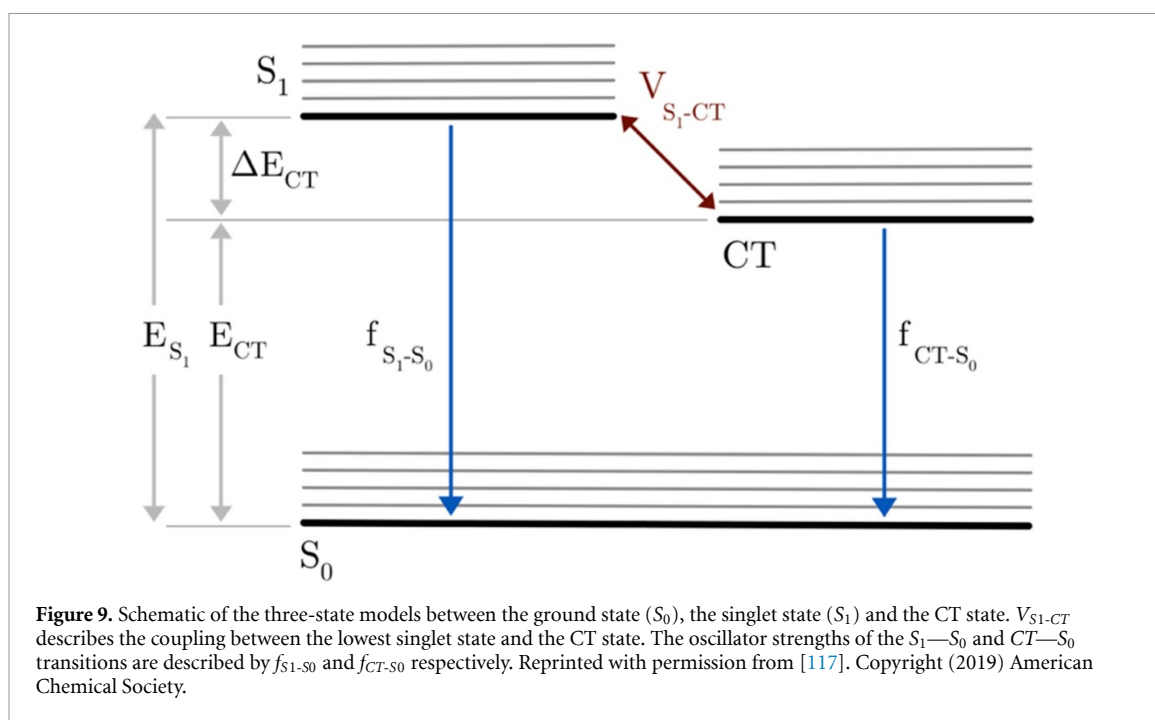 S1
V S1-CT
ΔECT
CT
ES1 ECT fS1-S0 fCT-S0
S0
Figure 9. Schematic of the three-state models between the ground state (S0), the singlet state (S1) and the CT state. VS1-CT
describes the coupling between the lowest singlet state and the CT state. The oscillator strengths of the S1—S0 and CT—S0
transitions are described by fS1-S0 and fCT-S0 respectively. Reprinted with permission from [117]. Copyright (2019) American
Chemical Society.